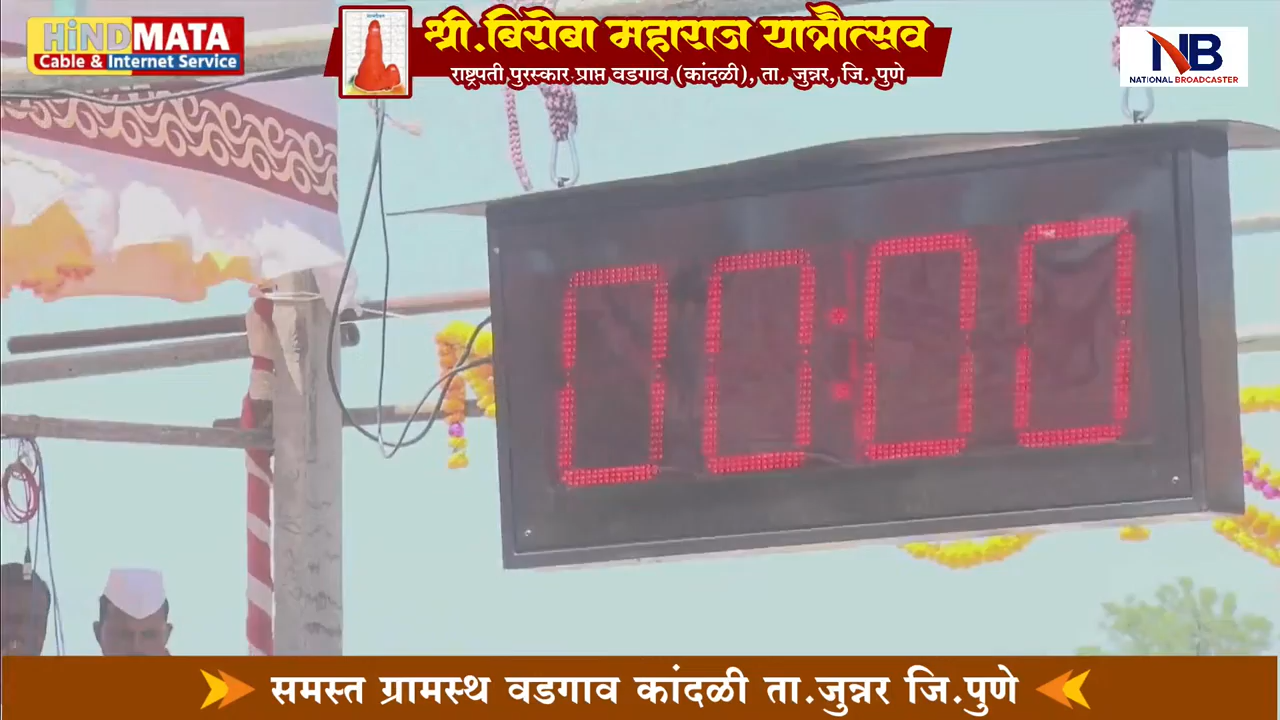 HiNDMATA
Cable & Internet Service
श्री.बिरोबा महाराज यात्रौत्सव
राष्ट्रपती पुरस्कार प्राप्त वडगाव (कांदळी), ता. जुन्नर, जि. पुणे
NB
NATIONAL BROADCASTER
00:00
समस्त ग्रामस्थ वडगाव कांदळी ता.जुन्नर जि.पुणे